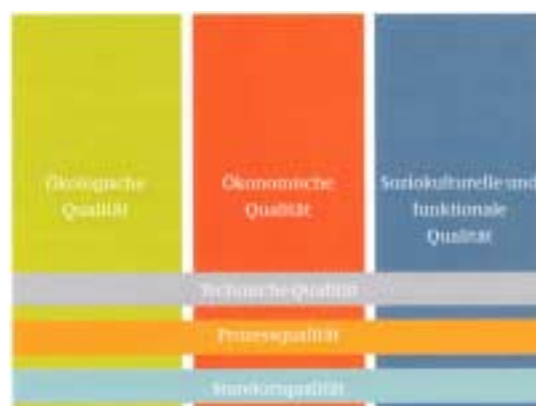 Ökologische
Qualität
Ökonomische
Qualität
Soziokulturelle und
funktionale
Qualität
Technische Qualität
Prozessqualität
Standortqualität